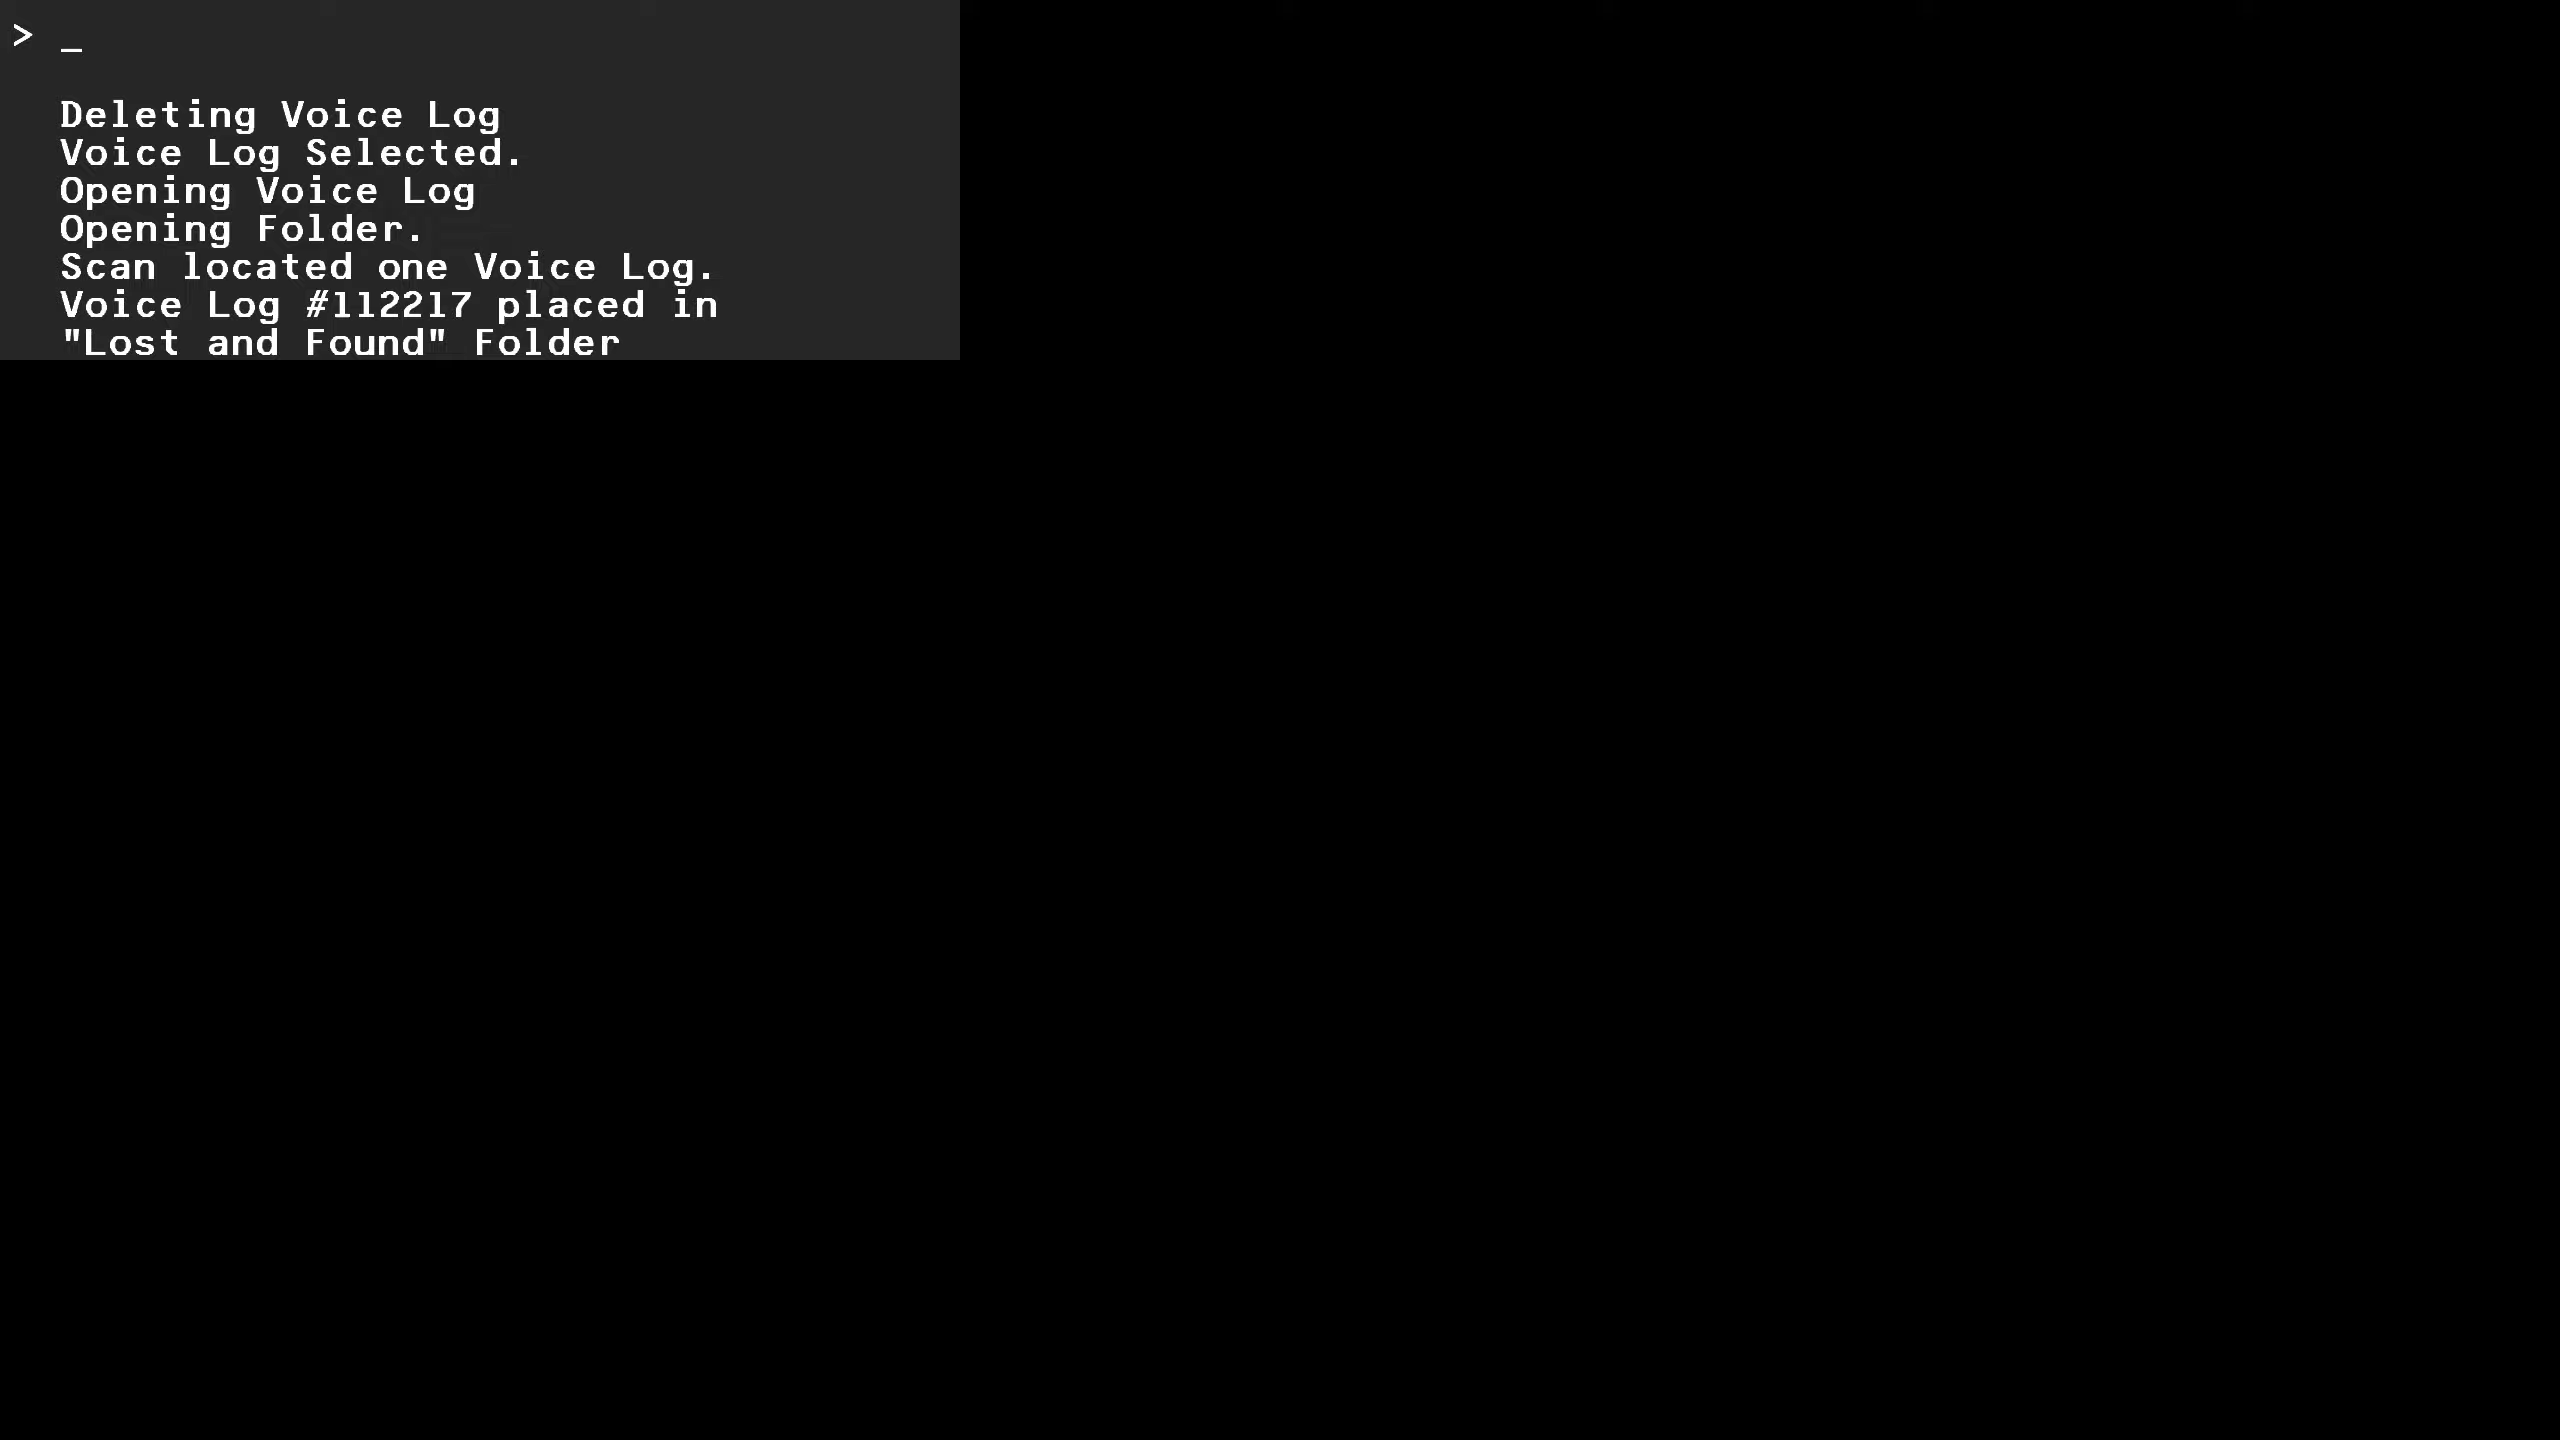 > _
Deleting Voice Log
Voice Log Selected.
Opening Voice Log
Opening Folder.
Scan located one Voice Log.
Voice Log #112217 placed in
"Lost and Found" Folder